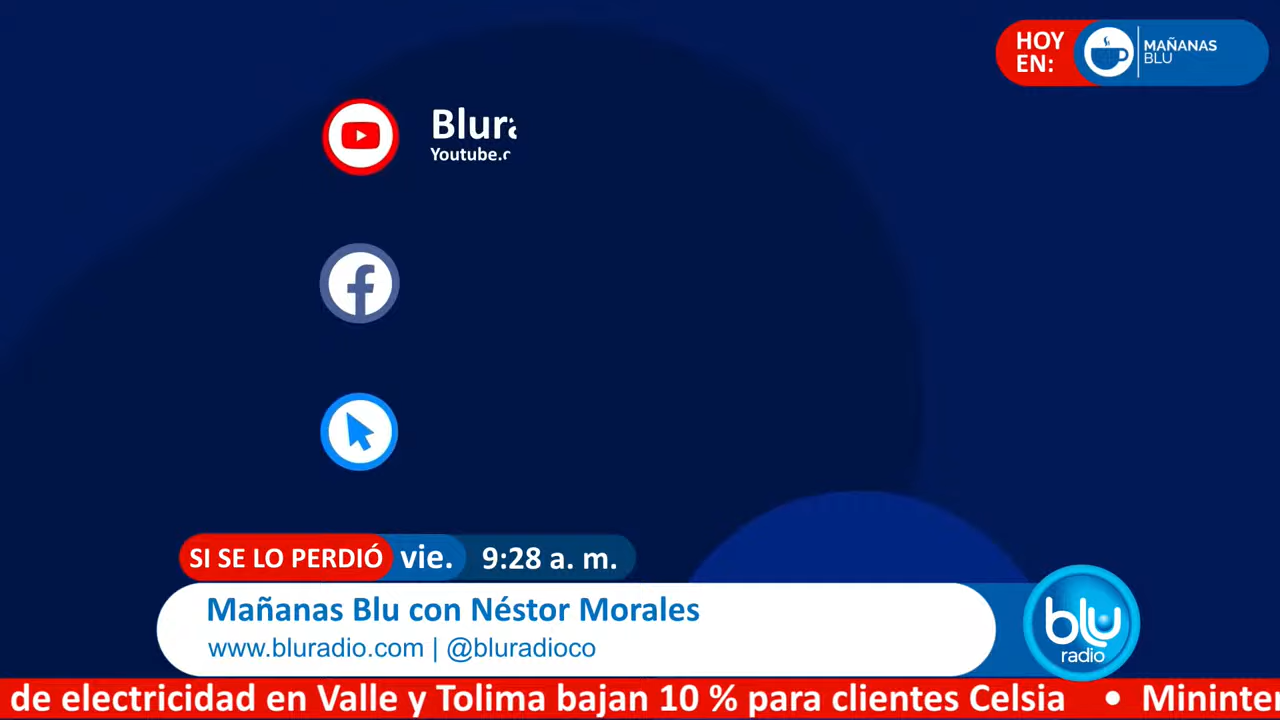 HOY
EN:
MAÑANAS
BLU
Blura
Youtube.c
SI SE LO PERDIÓ vie. 9:28 a. m.
Mañanas Blu con Néstor Morales
www.bluradio.com | @bluradioco
blu
radio
de electricidad en Valle y Tolima bajan 10 % para clientes Celsia • Mininter